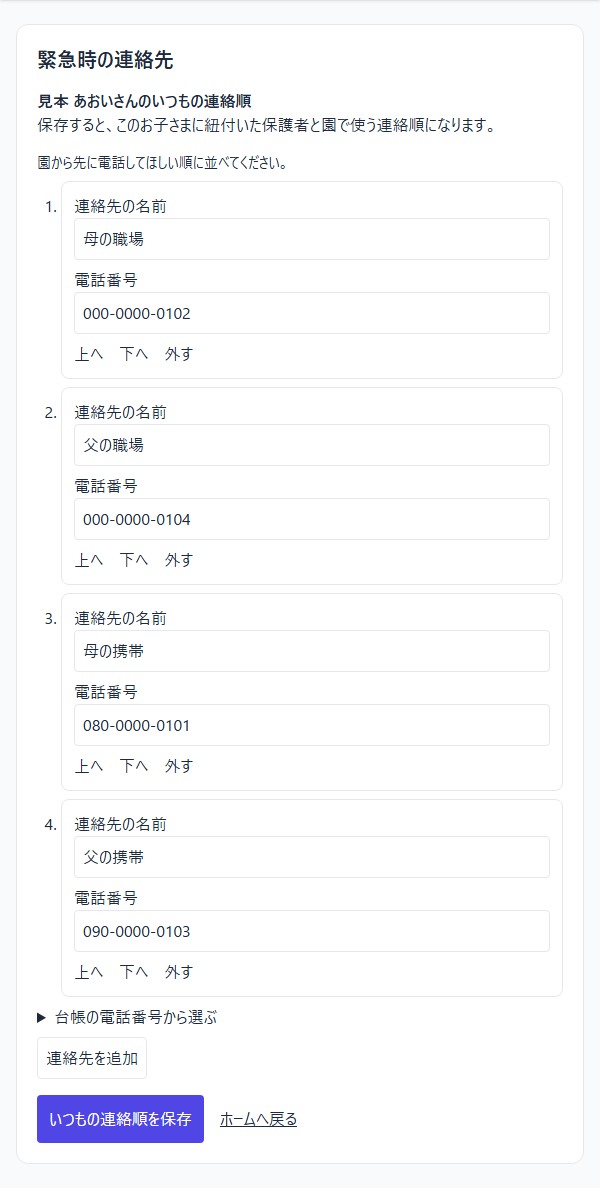 緊急時の連絡先
見本 あおいさんのいつもの連絡順
保存すると、このお子さまに紐付いた保護者と園で使う連絡順になります。
園から先に電話してほしい順に並べてください。
1. 連絡先の名前
母の職場
電話番号
000-0000-0102
上へ 下へ 外す
2. 連絡先の名前
父の職場
電話番号
000-0000-0104
上へ 下へ 外す
3. 連絡先の名前
母の携帯
電話番号
080-0000-0101
上へ 下へ 外す
4. 連絡先の名前
父の携帯
電話番号
090-0000-0103
上へ 下へ 外す
▶ 台帳の電話番号から選ぶ
連絡先を追加
いつもの連絡順を保存 ホームへ戻る